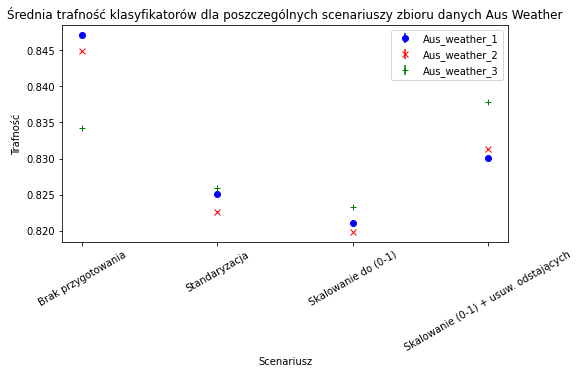 Średnia trafność klasyfikatorów dla poszczególnych scenariuszy zbioru danych Aus Weather
Aus_weather_1
Aus_weather_2
Aus_weather_3
Trafność
0.845
0.840
0.835
0.830
0.825
0.820
Brak przygotowania
Standaryzacja
Skalowanie do (0-1)
Skalowanie (0-1) + usuw. odstających
Scenariusz